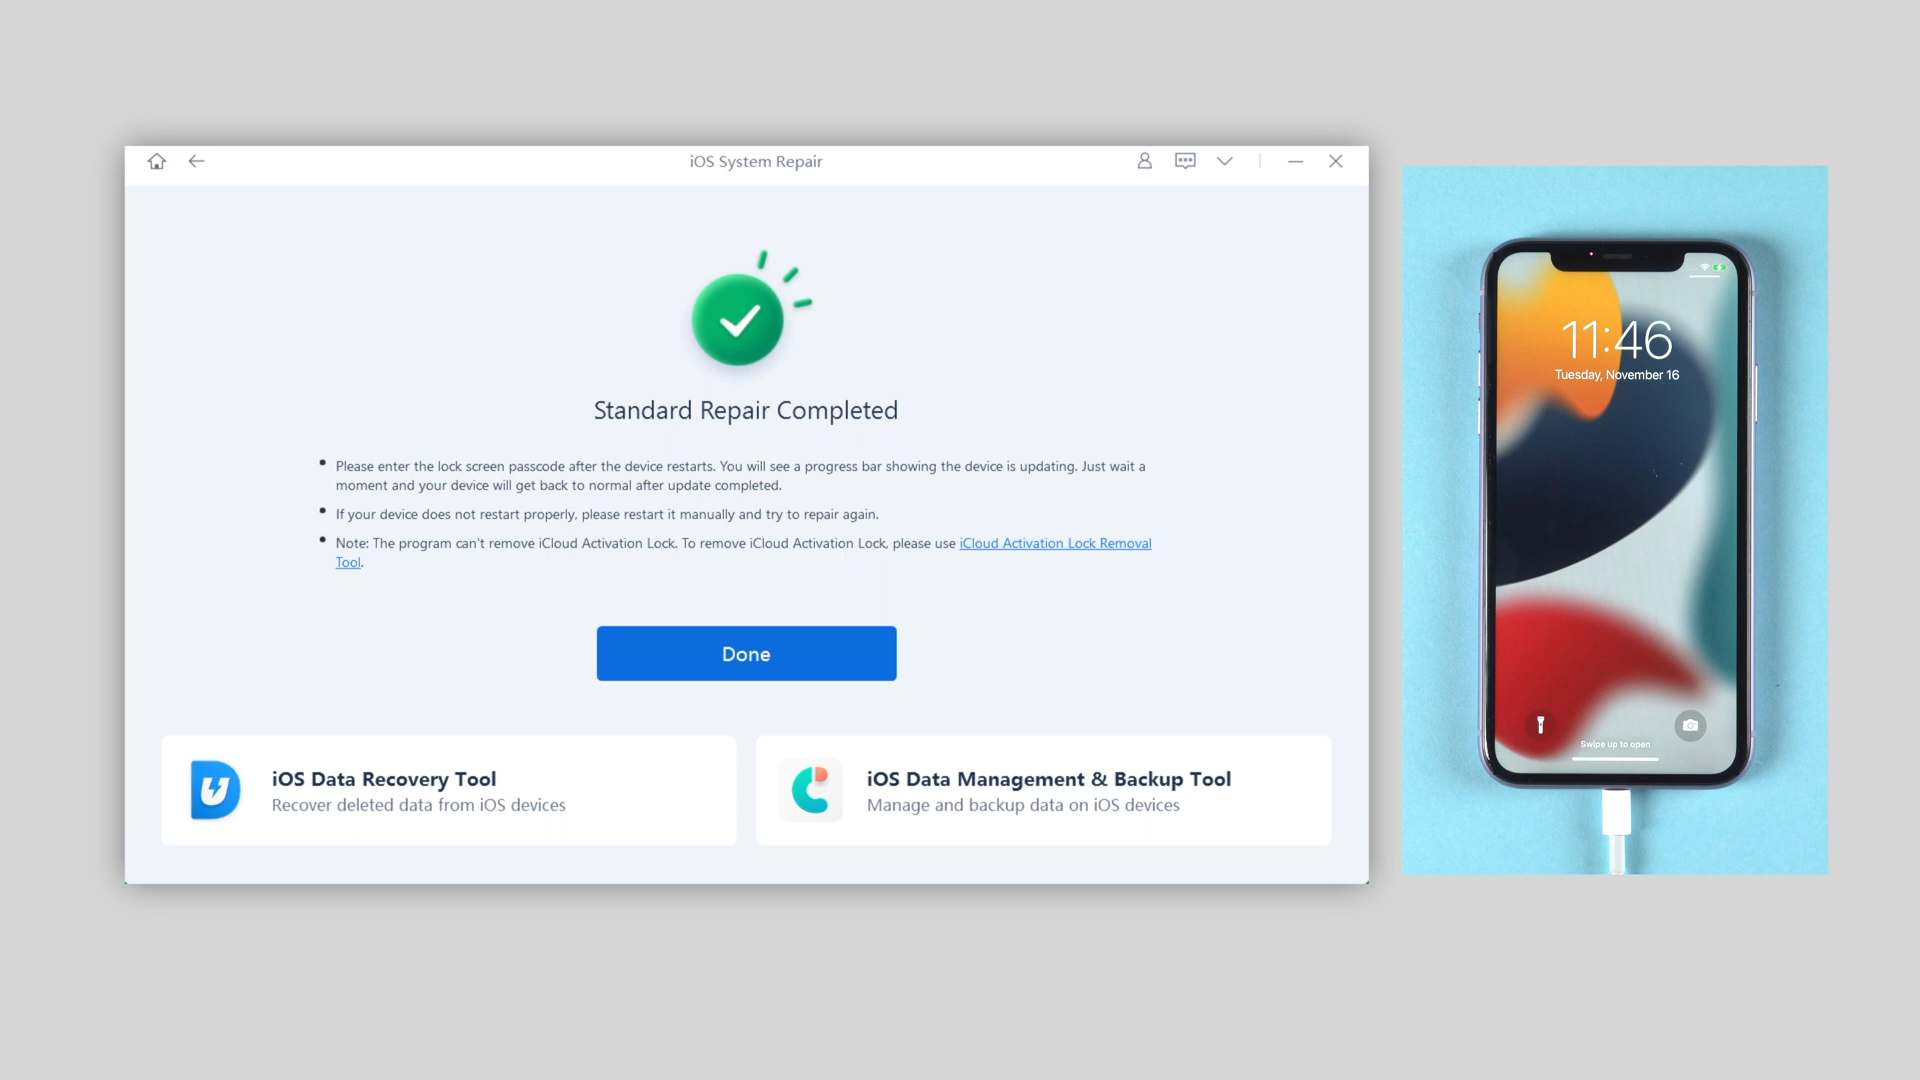 iOS System Repair
Standard Repair Completed
Please enter the lock screen passcode after the device restarts. You will see a progress bar showing the device is updating. Just wait a
moment and your device will get back to normal after update completed.
If your device does not restart properly, please restart it manually and try to repair again.
Note: The program can't remove iCloud Activation Lock. To remove iCloud Activation Lock, please use iCloud Activation Lock Removal
Tool.
Done
iOS Data Recovery Tool
Recover deleted data from iOS devices
iOS Data Management & Backup Tool
Manage and backup data on iOS devices
11:46
Tuesday, November 16
Swipe up to open